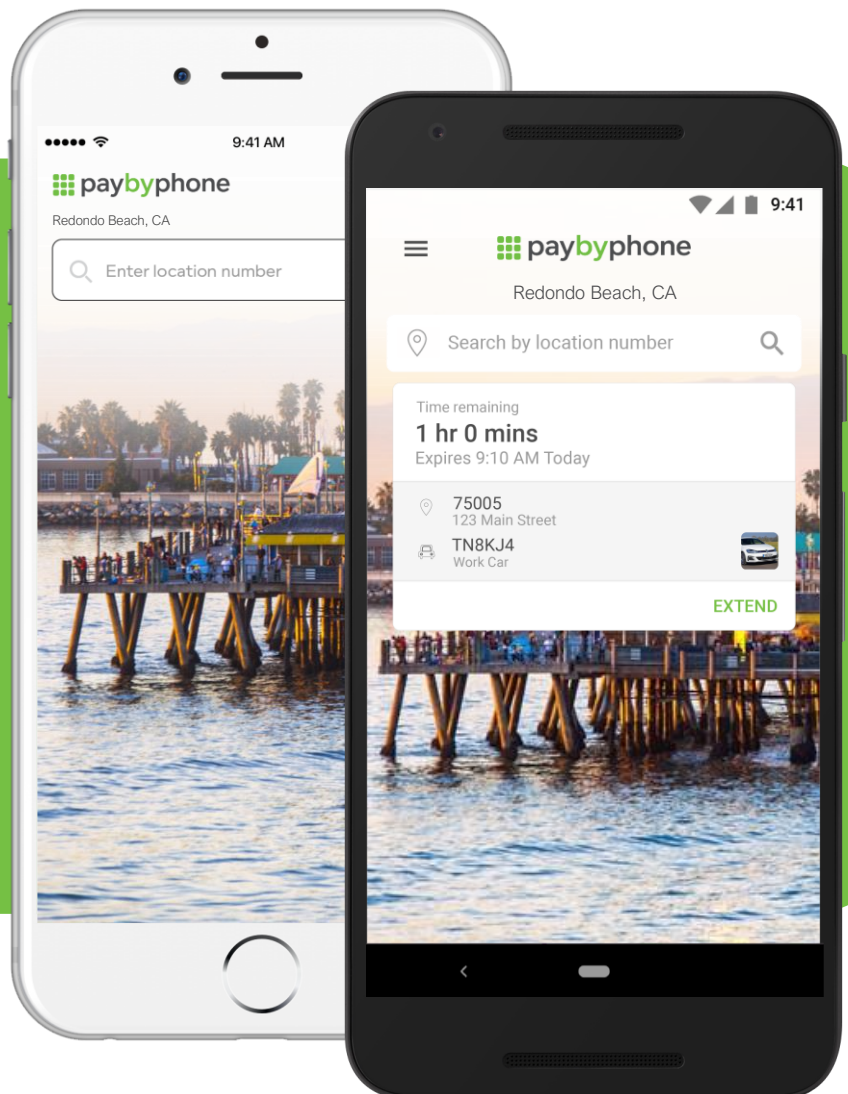 9:41 AM
paybyphone
Redondo Beach, CA
Enter location number
9:41
paybyphone
Redondo Beach, CA
Search by location number
Time remaining
1 hr 0 mins
Expires 9:10 AM Today
75005
123 Main Street
TN8KJ4
Work Car
EXTEND